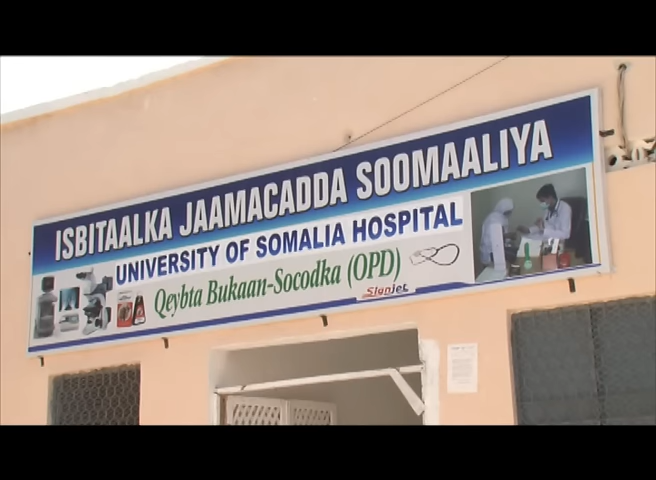 ISBITAALKA JAAMACADDA SOOMAALIYA
UNIVERSITY OF SOMALIA HOSPITAL
Qeybta Bukaan-Socodka (OPD)
Signjet